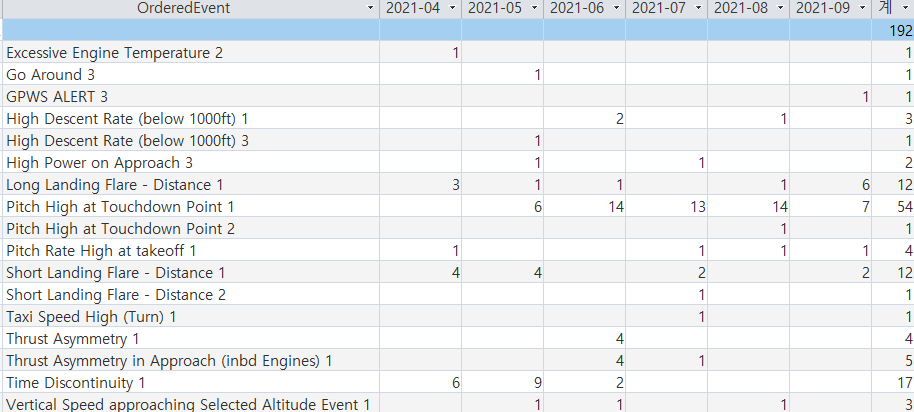 OrderedEvent 2021-04 2021-05 2021-06 2021-07 2021-08 2021-09 계
192
Excessive Engine Temperature 2 1 1
Go Around 3 1 1
GPWS ALERT 3 1 1
High Descent Rate (below 1000ft) 1 2 1 3
High Descent Rate (below 1000ft) 3 1 1
High Power on Approach 3 1 1 2
Long Landing Flare - Distance 1 3 1 1 1 6 12
Pitch High at Touchdown Point 1 6 14 13 14 7 54
Pitch High at Touchdown Point 2 1 1
Pitch Rate High at takeoff 1 1 1 1 1 4
Short Landing Flare - Distance 1 4 4 2 2 12
Short Landing Flare - Distance 2 1 1
Taxi Speed High (Turn) 1 1 1
Thrust Asymmetry 1 4 4
Thrust Asymmetry in Approach (inbd Engines) 1 4 1 5
Time Discontinuity 1 6 9 2 17
Vertical Speed approaching Selected Altitude Event 1 1 1 1 3